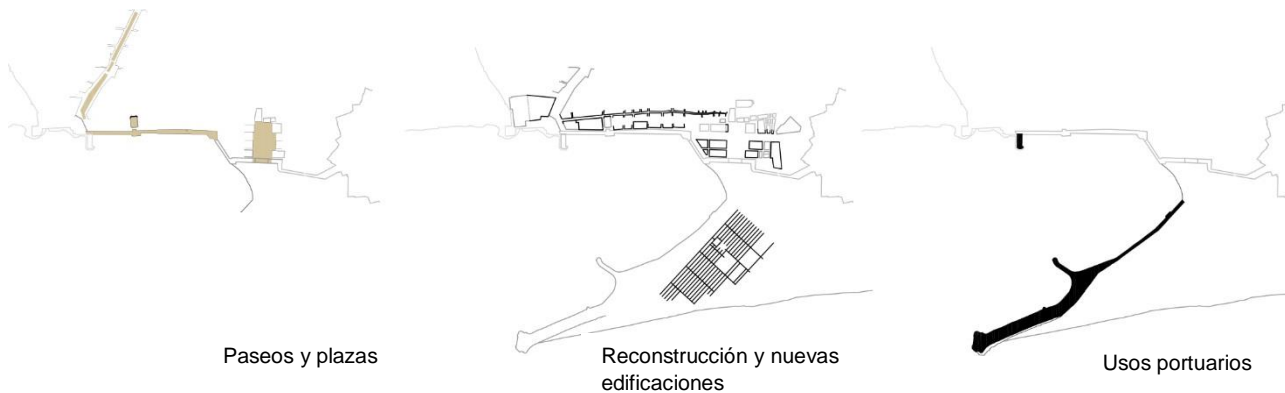 Paseos y plazas
Reconstrucción y nuevas
edificaciones
Usos portuarios